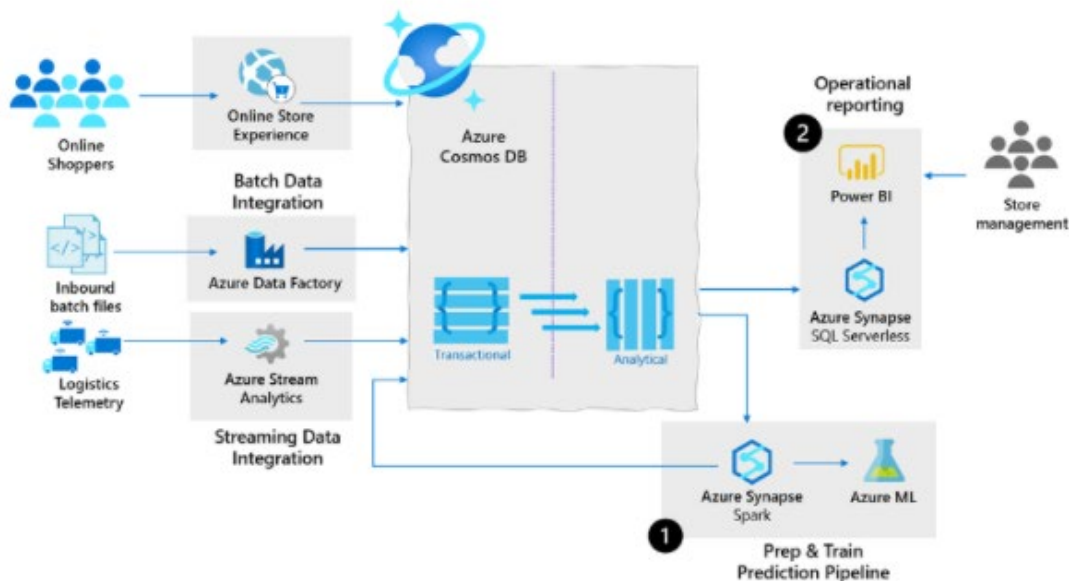 Online Store
Experience
Online
Shoppers
Azure
Cosmos DB
Operational
reporting
2
Power BI
Store
management
Batch Data
Integration
Azure Data Factory
Inbound
batch files
</>
Azure Synapse
SQL Serverless
Transactional
Analytical
Azure Stream
Analytics
Logistics
Telemetry
Streaming Data
Integration
Azure Synapse
Spark
Azure ML
1
Prep & Train
Prediction Pipeline